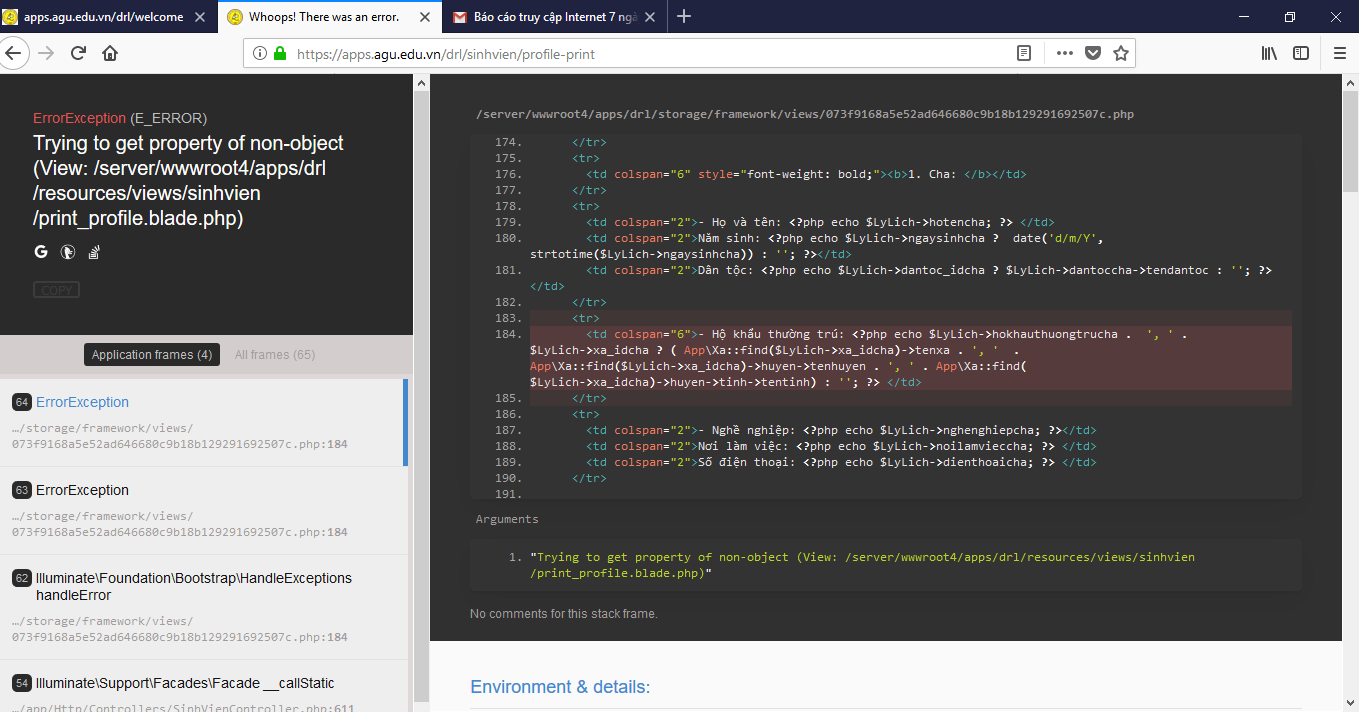 apps.agu.edu.vn/drl/welcome
Whoops! There was an error.
Báo cáo truy cập Internet 7 ngà
https://apps.agu.edu.vn/drl/sinhvien/profile-print
ErrorException (E_ERROR)
Trying to get property of non-object
(View: /server/wwwroot4/apps/drl
/resources/views/sinhvien
/print_profile.blade.php)
COPY
Application frames (4) All frames (65)
64 ErrorException
…/storage/framework/views/
073f9168a5e52ad646680c9b18b129291692507c.php:184
63 ErrorException
…/storage/framework/views/
073f9168a5e52ad646680c9b18b129291692507c.php:184
62 Illuminate\Foundation\Bootstrap\HandleExceptions
handleError
…/storage/framework/views/
073f9168a5e52ad646680c9b18b129291692507c.php:184
54 Illuminate\Support\Facades\Facade __callStatic
…/app/Http/Controllers/SinhVienController.php:611
/server/wwwroot4/apps/drl/storage/framework/views/073f9168a5e52ad646680c9b18b129291692507c.php
174. </tr>
175. <tr>
176. <td colspan="6" style="font-weight: bold;"><b>1. Cha: </b></td>
177. </tr>
178. <tr>
179. <td colspan="2">- Họ và tên: <?php echo $LyLich->hotencha; ?> </td>
180. <td colspan="2">Năm sinh: <?php echo $LyLich->ngaysinhcha ? date('d/m/Y',
strtotime($LyLich->ngaysinhcha)) : ''; ?></td>
181. <td colspan="2">Dân tộc: <?php echo $LyLich->dantoc_idcha ? $LyLich->dantoccha->tendantoc : ''; ?>
</td>
182. </tr>
183. <tr>
184. <td colspan="6">- Hộ khẩu thường trú: <?php echo $LyLich->hokhauthuongtrucha . ', ' .
$LyLich->xa_idcha ? ( App\Xa::find($LyLich->xa_idcha)->tenxa . ', ' .
App\Xa::find($LyLich->xa_idcha)->huyen->tenhuyen . ', ' . App\Xa::find(
$LyLich->xa_idcha)->huyen->tinh->tentinh) : ''; ?> </td>
185. </tr>
186. <tr>
187. <td colspan="2">- Nghề nghiệp: <?php echo $LyLich->nghenghiepcha; ?></td>
188. <td colspan="2">Nơi làm việc: <?php echo $LyLich->noilamvieccha; ?> </td>
189. <td colspan="2">Số điện thoại: <?php echo $LyLich->dienthoaicha; ?> </td>
190. </tr>
191.
Arguments
1. "Trying to get property of non-object (View: /server/wwwroot4/apps/drl/resources/views/sinhvien
/print_profile.blade.php)"
No comments for this stack frame.
Environment & details: